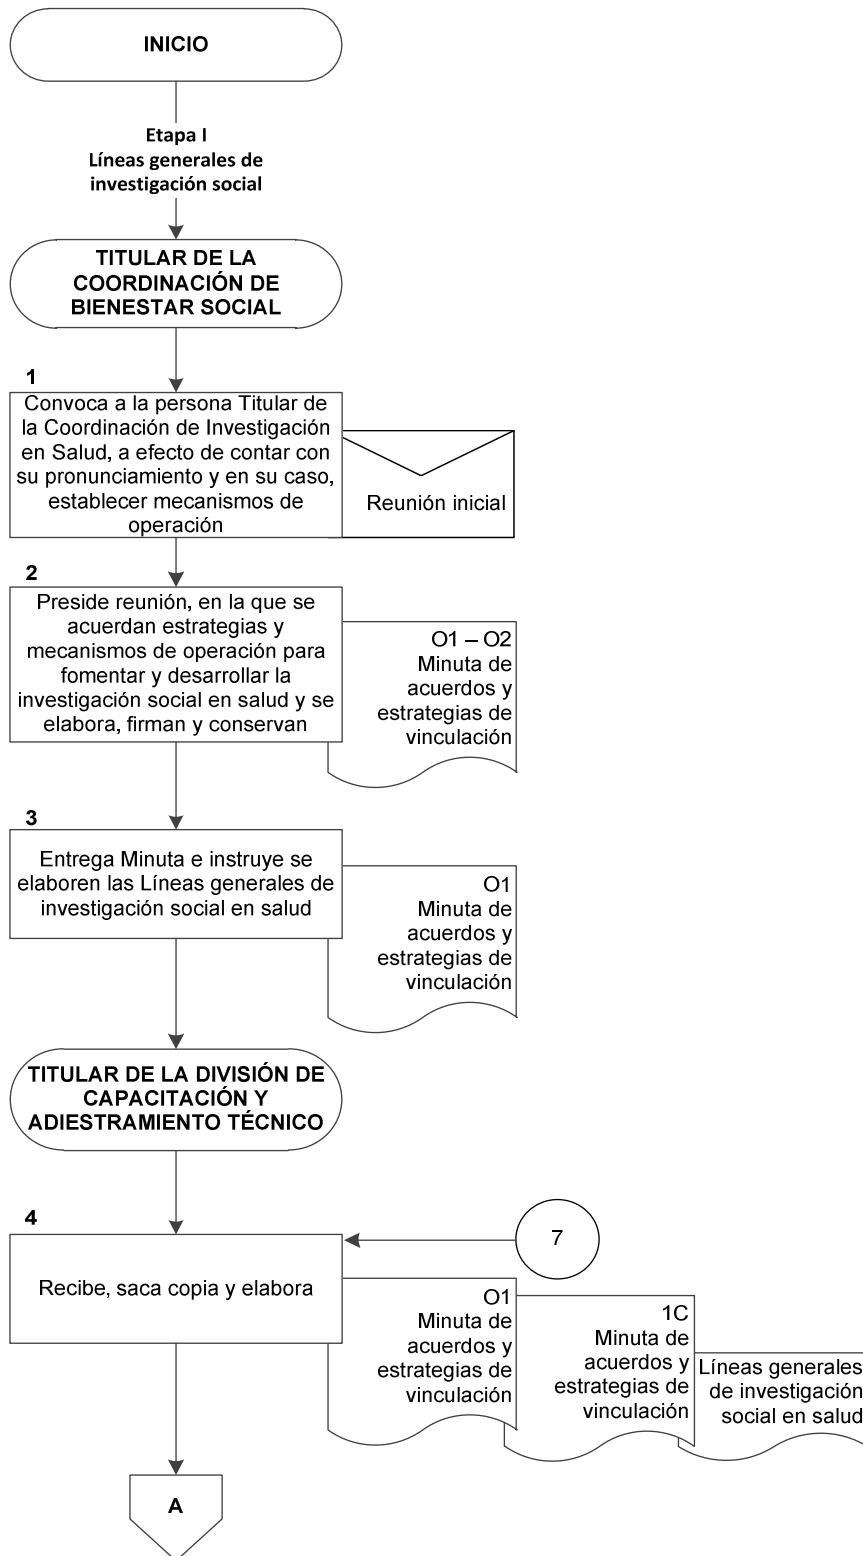 INICIO
Etapa I
Líneas generales de
investigación social
TITULAR DE LA
COORDINACIÓN DE
BIENESTAR SOCIAL
1
Convoca a la persona Titular de
la Coordinación de Investigación
en Salud, a efecto de contar con
su pronunciamiento y en su caso,
establecer mecanismos de
operación
Reunión inicial
2
Preside reunión, en la que se
acuerdan estrategias y
mecanismos de operación para
fomentar y desarrollar la
investigación social en salud y se
elabora, firman y conservan
O1 – O2
Minuta de
acuerdos y
estrategias de
vinculación
3
Entrega Minuta e instruye se
elaboren las Líneas generales de
investigación social en salud
O1
Minuta de
acuerdos y
estrategias de
vinculación
TITULAR DE LA DIVISIÓN DE
CAPACITACIÓN Y
ADIESTRAMIENTO TÉCNICO
4
7
Recibe, saca copia y elabora
O1
Minuta de
acuerdos y
estrategias de
vinculación
1C
Minuta de
acuerdos y
estrategias de
vinculación
Líneas generales
de investigación
social en salud
A